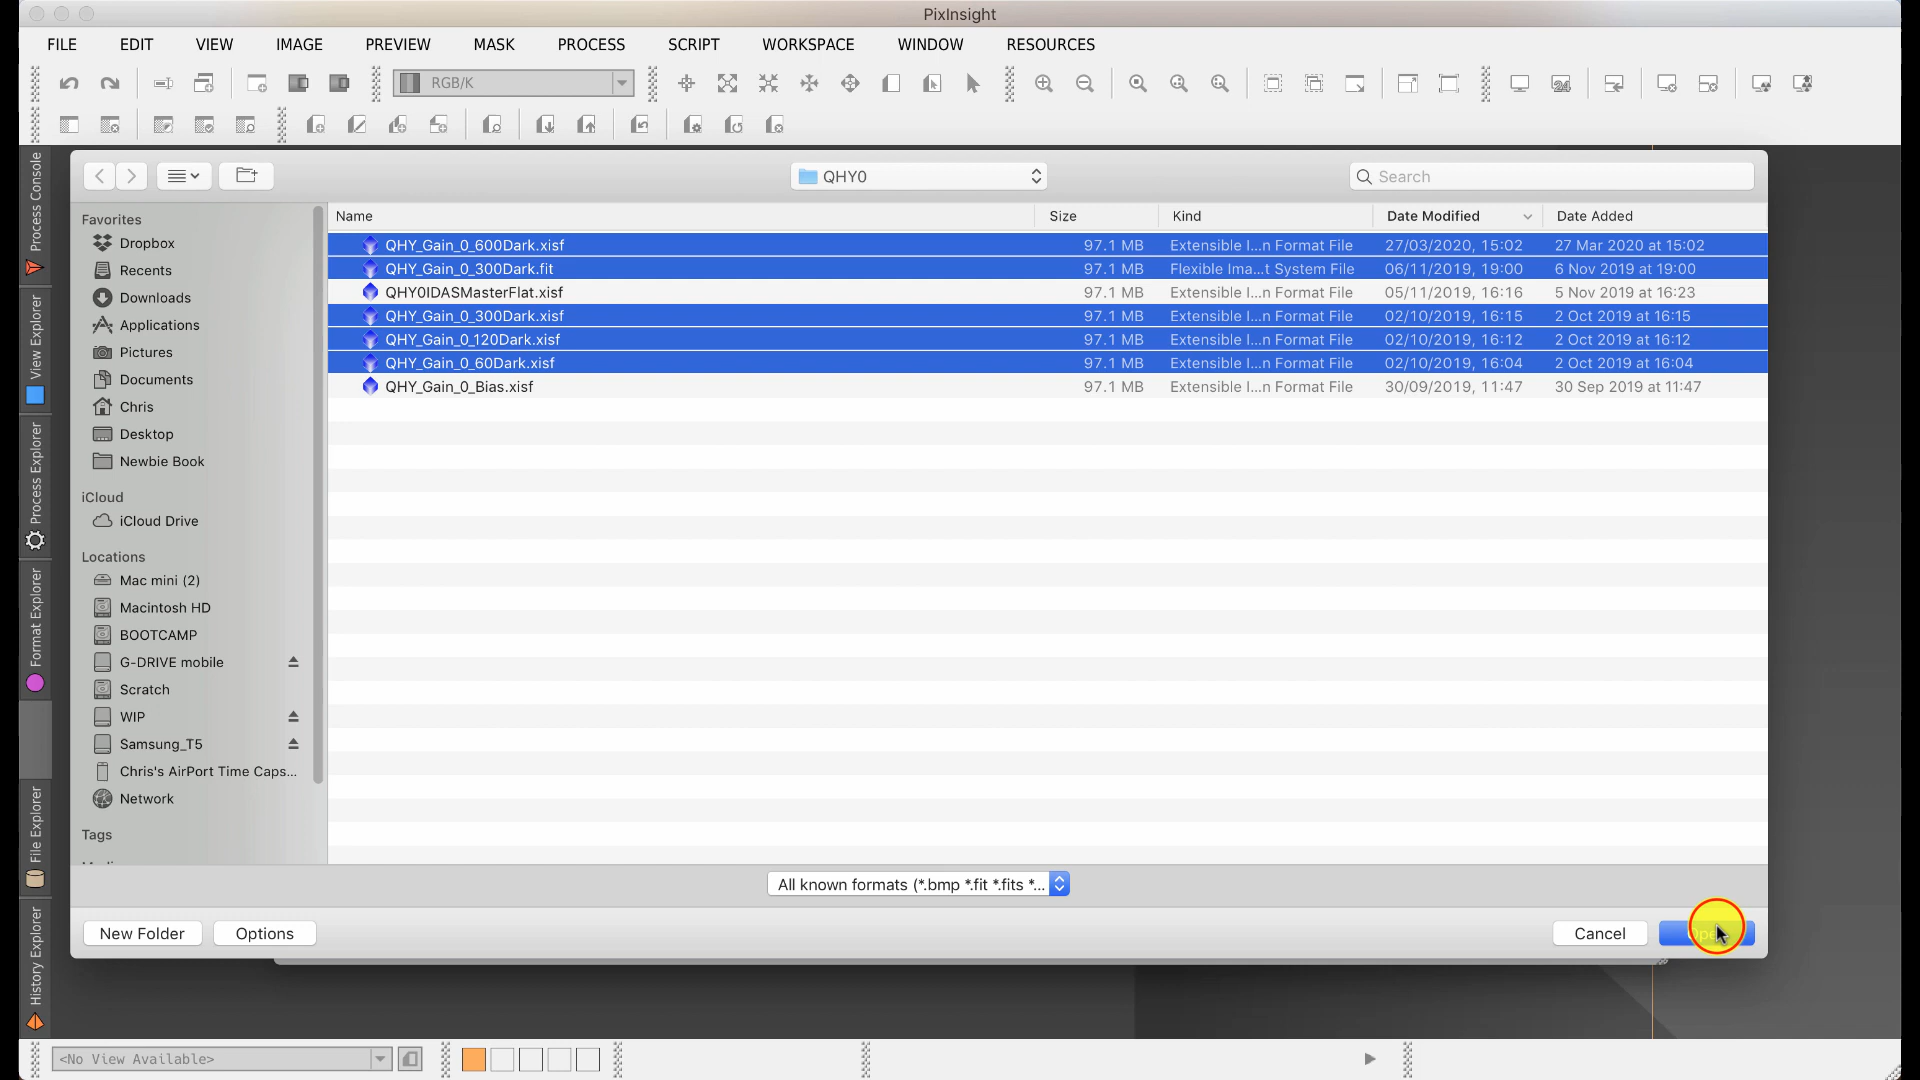 PixInsight
FILE EDIT VIEW IMAGE PREVIEW MASK PROCESS SCRIPT WORKSPACE WINDOW RESOURCES
RGB/K
24
QHY0
Search
Process Console
View Explorer
Process Explorer
Format Explorer
File Explorer
History Explorer
Favorites
Dropbox
Recents
Downloads
Applications
Pictures
Documents
Chris
Desktop
Newbie Book
iCloud
iCloud Drive
Locations
Mac mini (2)
Macintosh HD
BOOTCAMP
G-DRIVE mobile
Scratch
WIP
Samsung_T5
Chris's AirPort Time Caps...
Network
Tags
Name Size Kind Date Modified Date Added
QHY_Gain_0_600Dark.xisf 97.1 MB Extensible I...n Format File 27/03/2020, 15:02 27 Mar 2020 at 15:02
QHY_Gain_0_300Dark.fit 97.1 MB Flexible Ima...t System File 06/11/2019, 19:00 6 Nov 2019 at 19:00
QHY0IDASMasterFlat.xisf 97.1 MB Extensible I...n Format File 05/11/2019, 16:16 5 Nov 2019 at 16:23
QHY_Gain_0_300Dark.xisf 97.1 MB Extensible I...n Format File 02/10/2019, 16:15 2 Oct 2019 at 16:15
QHY_Gain_0_120Dark.xisf 97.1 MB Extensible I...n Format File 02/10/2019, 16:12 2 Oct 2019 at 16:12
QHY_Gain_0_60Dark.xisf 97.1 MB Extensible I...n Format File 02/10/2019, 16:04 2 Oct 2019 at 16:04
QHY_Gain_0_Bias.xisf 97.1 MB Extensible I...n Format File 30/09/2019, 11:47 30 Sep 2019 at 11:47
All known formats (*.bmp *.fit *.fits *...
New Folder Options Cancel
<No View Available>